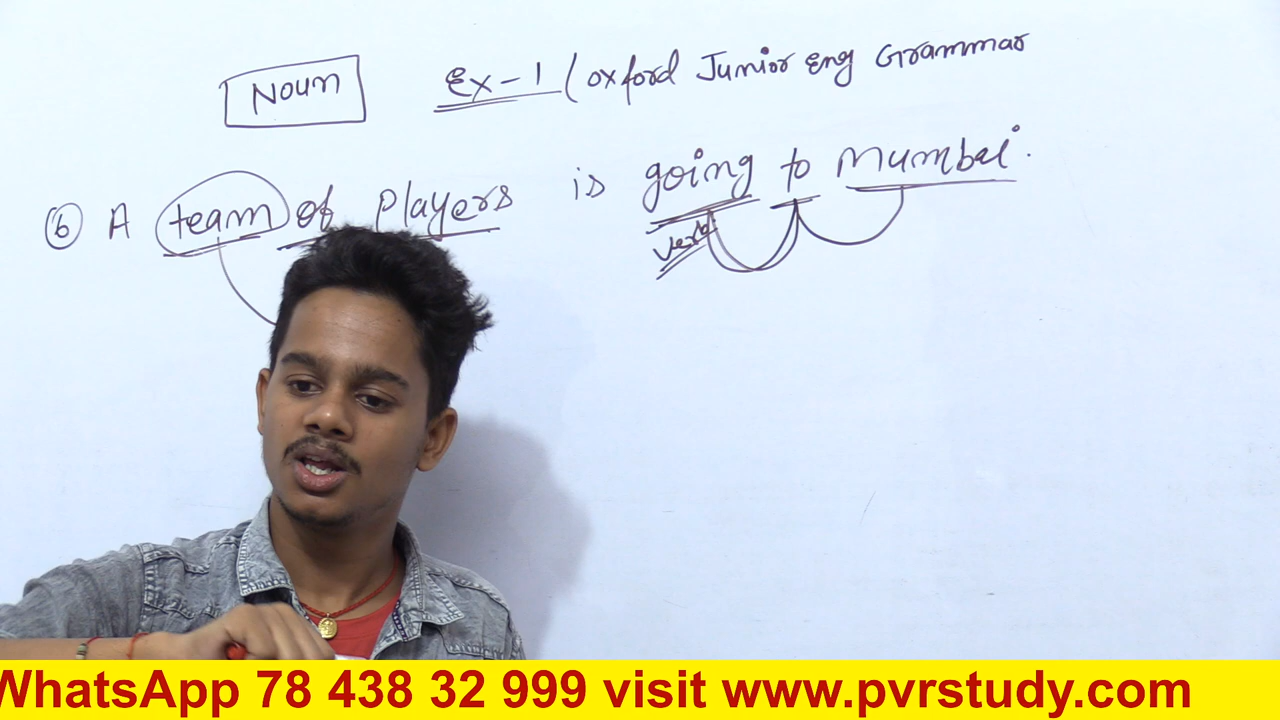 Noun Ex-1 (Oxford Junior Eng Grammar
(6) A team of players is going to Mumbai.
verb
WhatsApp 78 438 32 999 visit www.pvrstudy.com